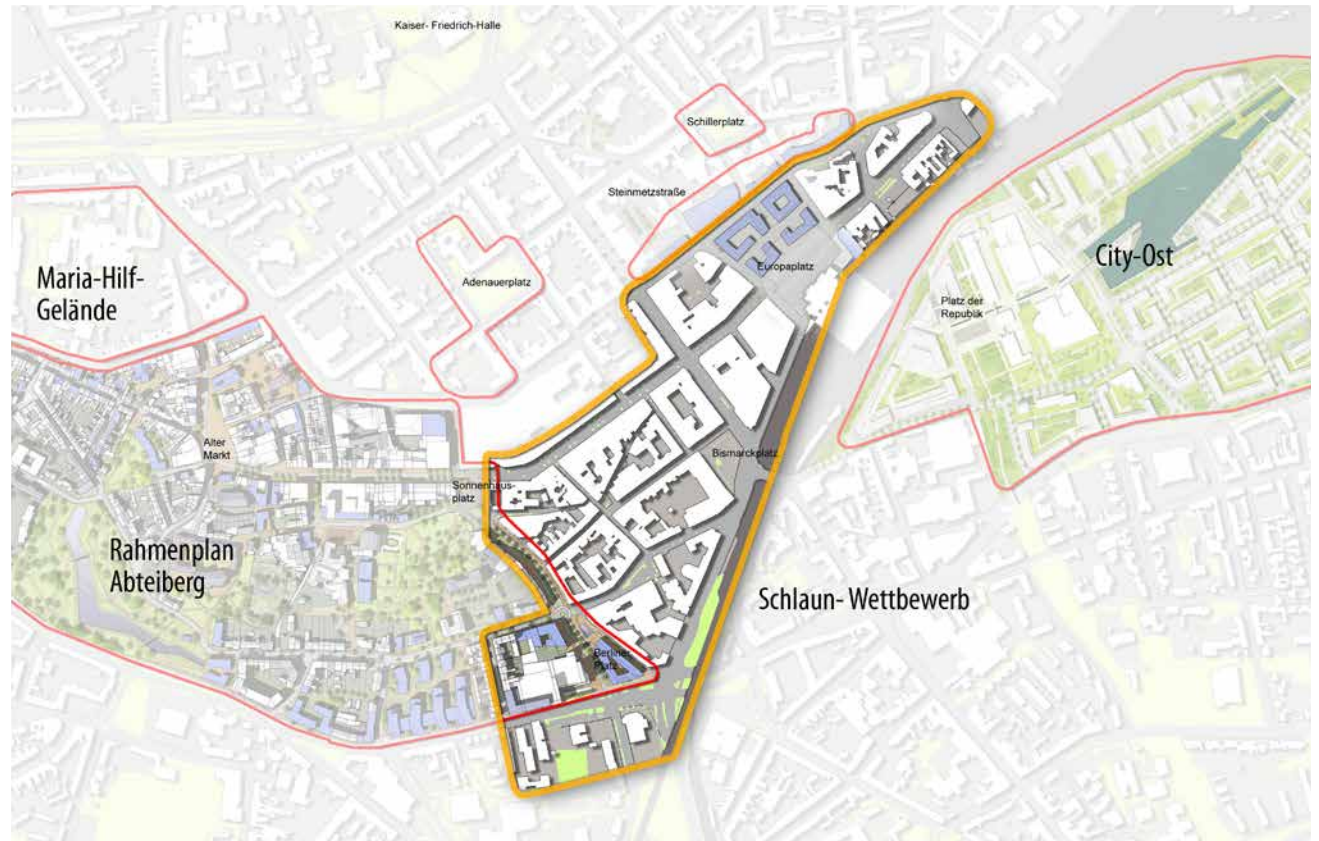 Kaiser- Friedrich-Halle
Schillerplatz
Steinmetzstraße
City-Ost
Europaplatz
Maria-Hilf-
Gelände
Adenauerplatz
Platz der
Republik
Alter
Markt
Bismarckplatz
Sonnenhaus-
platz
Rahmenplan
Abteiberg
Schlaun- Wettbewerb
Berliner
Platz